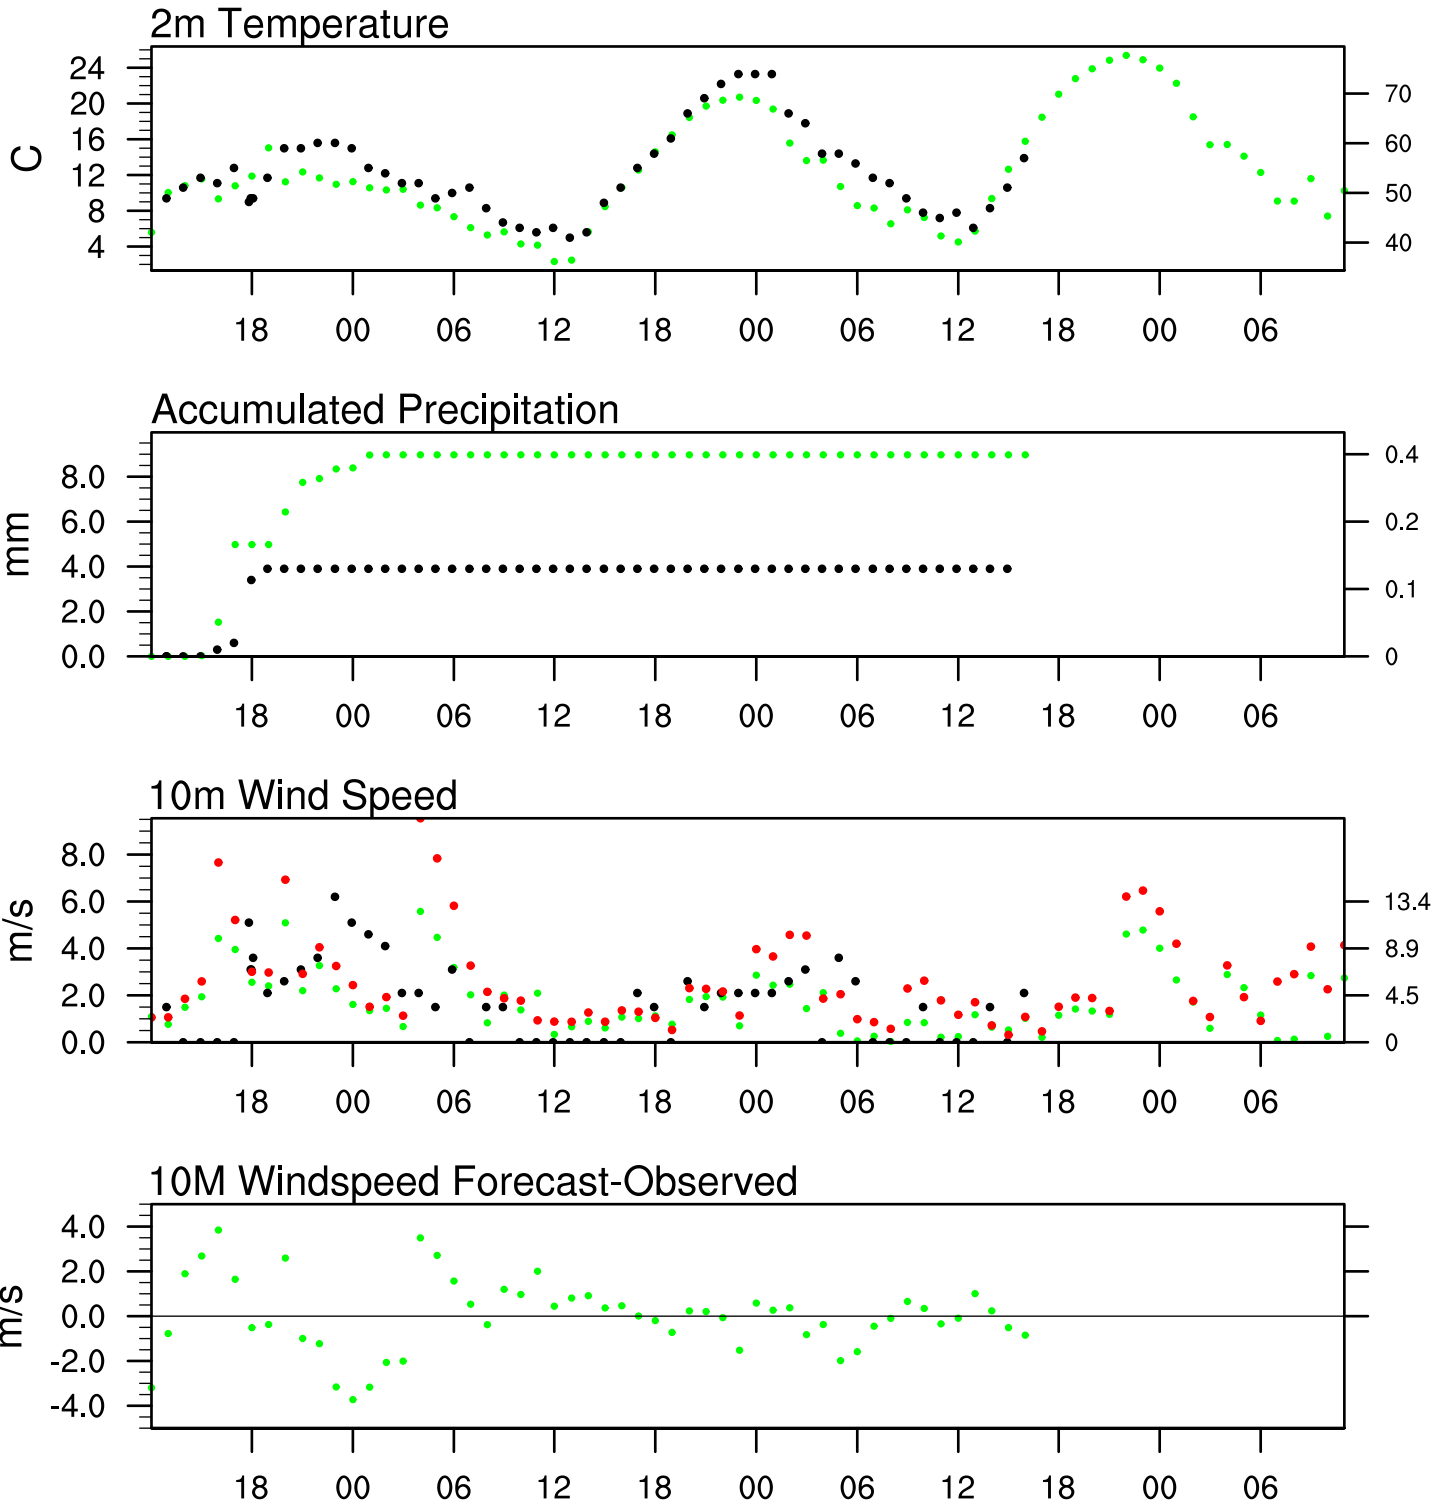 2m Temperature
24
20
16
12
8
4
C
70
60
50
40
18 00 06 12 18 00 06 12 18 00 06
Accumulated Precipitation
8.0
6.0
4.0
2.0
0.0
mm
0.4
0.2
0.1
0
18 00 06 12 18 00 06 12 18 00 06
10m Wind Speed
8.0
6.0
4.0
2.0
0.0
m/s
13.4
8.9
4.5
0
18 00 06 12 18 00 06 12 18 00 06
10M Windspeed Forecast-Observed
4.0
2.0
0.0
-2.0
-4.0
m/s
18 00 06 12 18 00 06 12 18 00 06